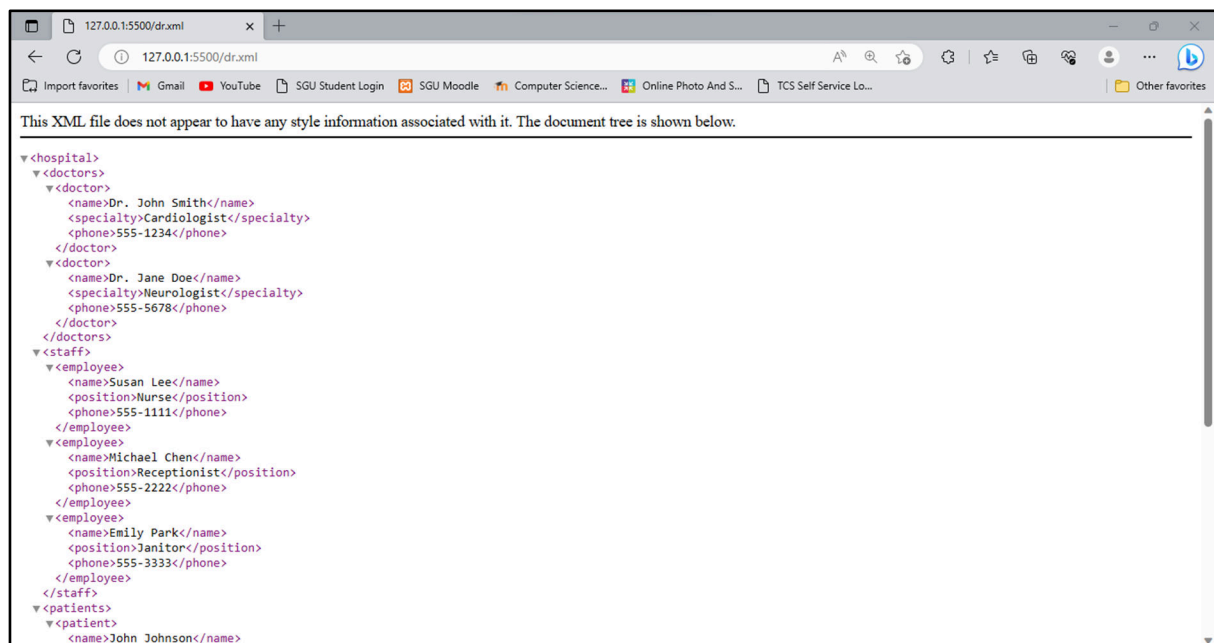 127.0.0.1:5500/dr.xml
127.0.0.1:5500/dr.xml
Import favorites Gmail YouTube SGU Student Login SGU Moodle Computer Science... Online Photo And S... TCS Self Service Lo... Other favorites
This XML file does not appear to have any style information associated with it. The document tree is shown below.
<hospital>
<doctors>
<doctor>
<name>Dr. John Smith</name>
<specialty>Cardiologist</specialty>
<phone>555-1234</phone>
</doctor>
<doctor>
<name>Dr. Jane Doe</name>
<specialty>Neurologist</specialty>
<phone>555-5678</phone>
</doctor>
</doctors>
<staff>
<employee>
<name>Susan Lee</name>
<position>Nurse</position>
<phone>555-1111</phone>
</employee>
<employee>
<name>Michael Chen</name>
<position>Receptionist</position>
<phone>555-2222</phone>
</employee>
<employee>
<name>Emily Park</name>
<position>Janitor</position>
<phone>555-3333</phone>
</employee>
</staff>
<patients>
<patient>
<name>John Johnson</name>